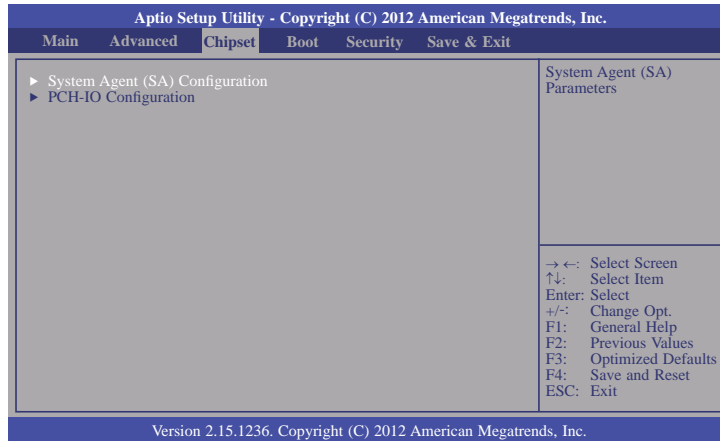 Aptio Setup Utility - Copyright (C) 2012 American Megatrends, Inc.
Main Advanced Chipset Boot Security Save & Exit
► System Agent (SA) Configuration
► PCH-IO Configuration
System Agent (SA)
Parameters
→ ←: Select Screen
↑↓: Select Item
Enter: Select
+/-: Change Opt.
F1: General Help
F2: Previous Values
F3: Optimized Defaults
F4: Save and Reset
ESC: Exit
Version 2.15.1236. Copyright (C) 2012 American Megatrends, Inc.